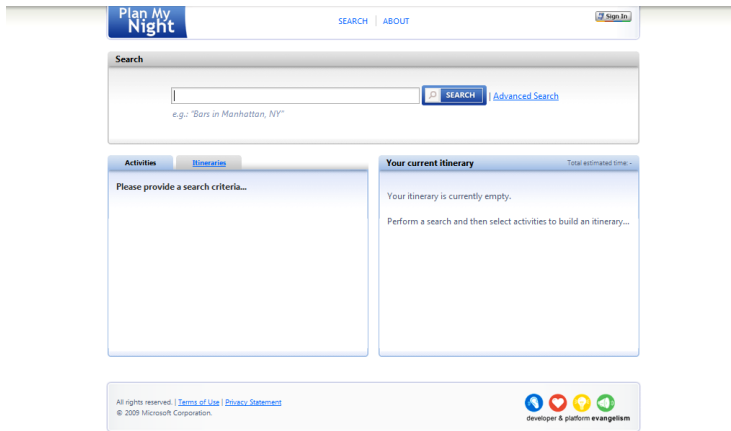 Plan My
Night
SEARCH | ABOUT
Sign In
Search
SEARCH | Advanced Search
e.g.: "Bars in Manhattan, NY"
Activities Itineraries
Please provide a search criteria...
Your current itinerary Total estimated time: -
Your itinerary is currently empty.
Perform a search and then select activities to build an itinerary...
All rights reserved. | Terms of Use | Privacy Statement
© 2009 Microsoft Corporation.
developer & platform evangelism